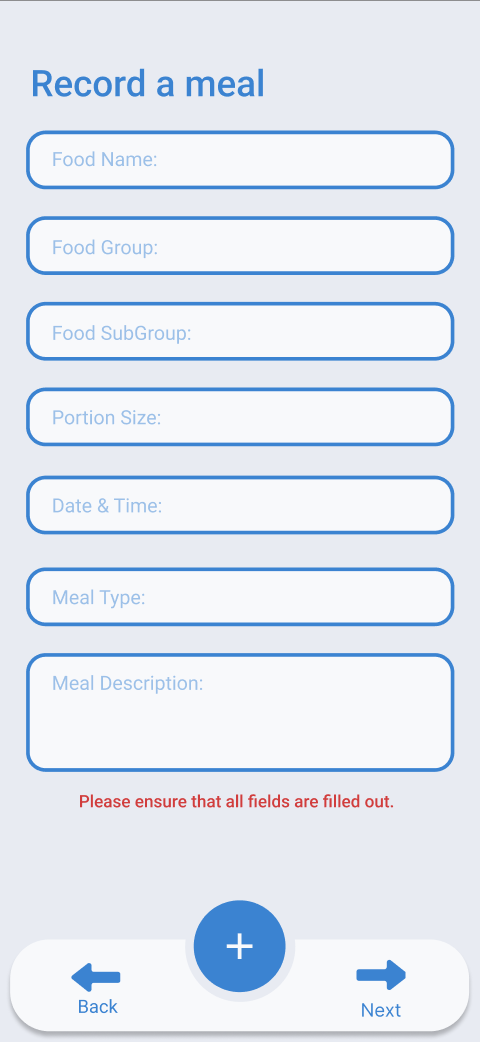 Record a meal
Food Name:
Food Group:
Food SubGroup:
Portion Size:
Date & Time:
Meal Type:
Meal Description:
Please ensure that all fields are filled out.
+
Back
Next